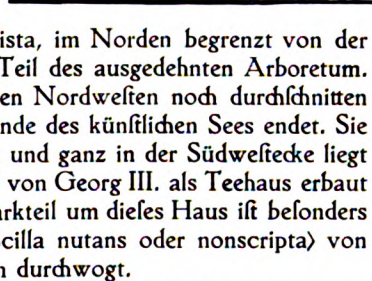 ista, im Norden begrenzt von der
Teil des ausgedehnten Arboretum.
en Nordweſten noch durchſchnitten
nde des künſtlichen Sees endet. Sie
und ganz in der Südweſtecke liegt
von Georg III. als Teehaus erbaut
arkteil um dieſes Haus iſt beſonders
cilla nutans oder nonscripta) von
n durchwogt.